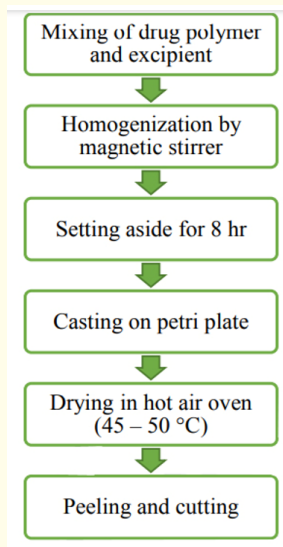 Mixing of drug polymer
and excipient
Homogenization by
magnetic stirrer
Setting aside for 8 hr
Casting on petri plate
Drying in hot air oven
(45 – 50 °C)
Peeling and cutting